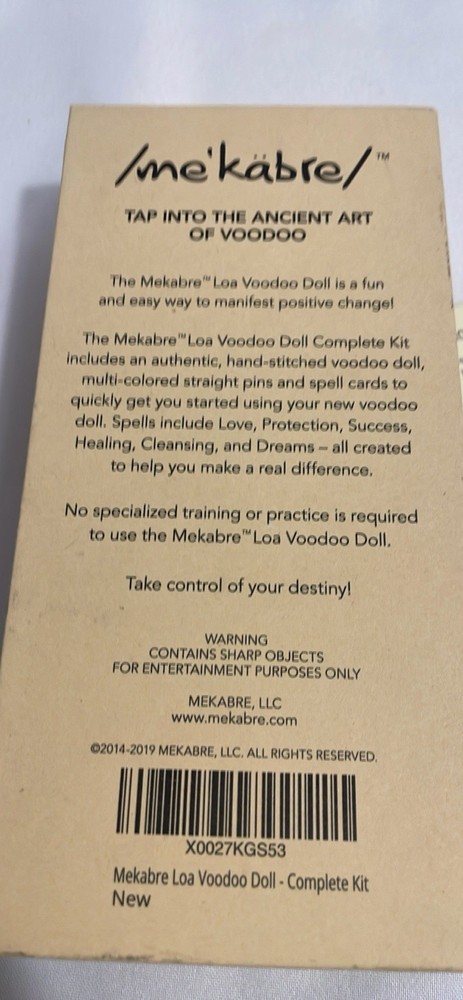 /me'käbre/™
TAP INTO THE ANCIENT ART
OF VOODOO
The Mekabre™ Loa Voodoo Doll is a fun
and easy way to manifest positive change!
The Mekabre™ Loa Voodoo Doll Complete Kit
includes an authentic, hand-stitched voodoo doll,
multi-colored straight pins and spell cards to
quickly get you started using your new voodoo
doll. Spells include Love, Protection, Success,
Healing, Cleansing, and Dreams – all created
to help you make a real difference.
No specialized training or practice is required
to use the Mekabre™ Loa Voodoo Doll.
Take control of your destiny!
WARNING
CONTAINS SHARP OBJECTS
FOR ENTERTAINMENT PURPOSES ONLY
MEKABRE, LLC
www.mekabre.com
©2014-2019 MEKABRE, LLC. ALL RIGHTS RESERVED.
X0027KGS53
Mekabre Loa Voodoo Doll - Complete Kit
New